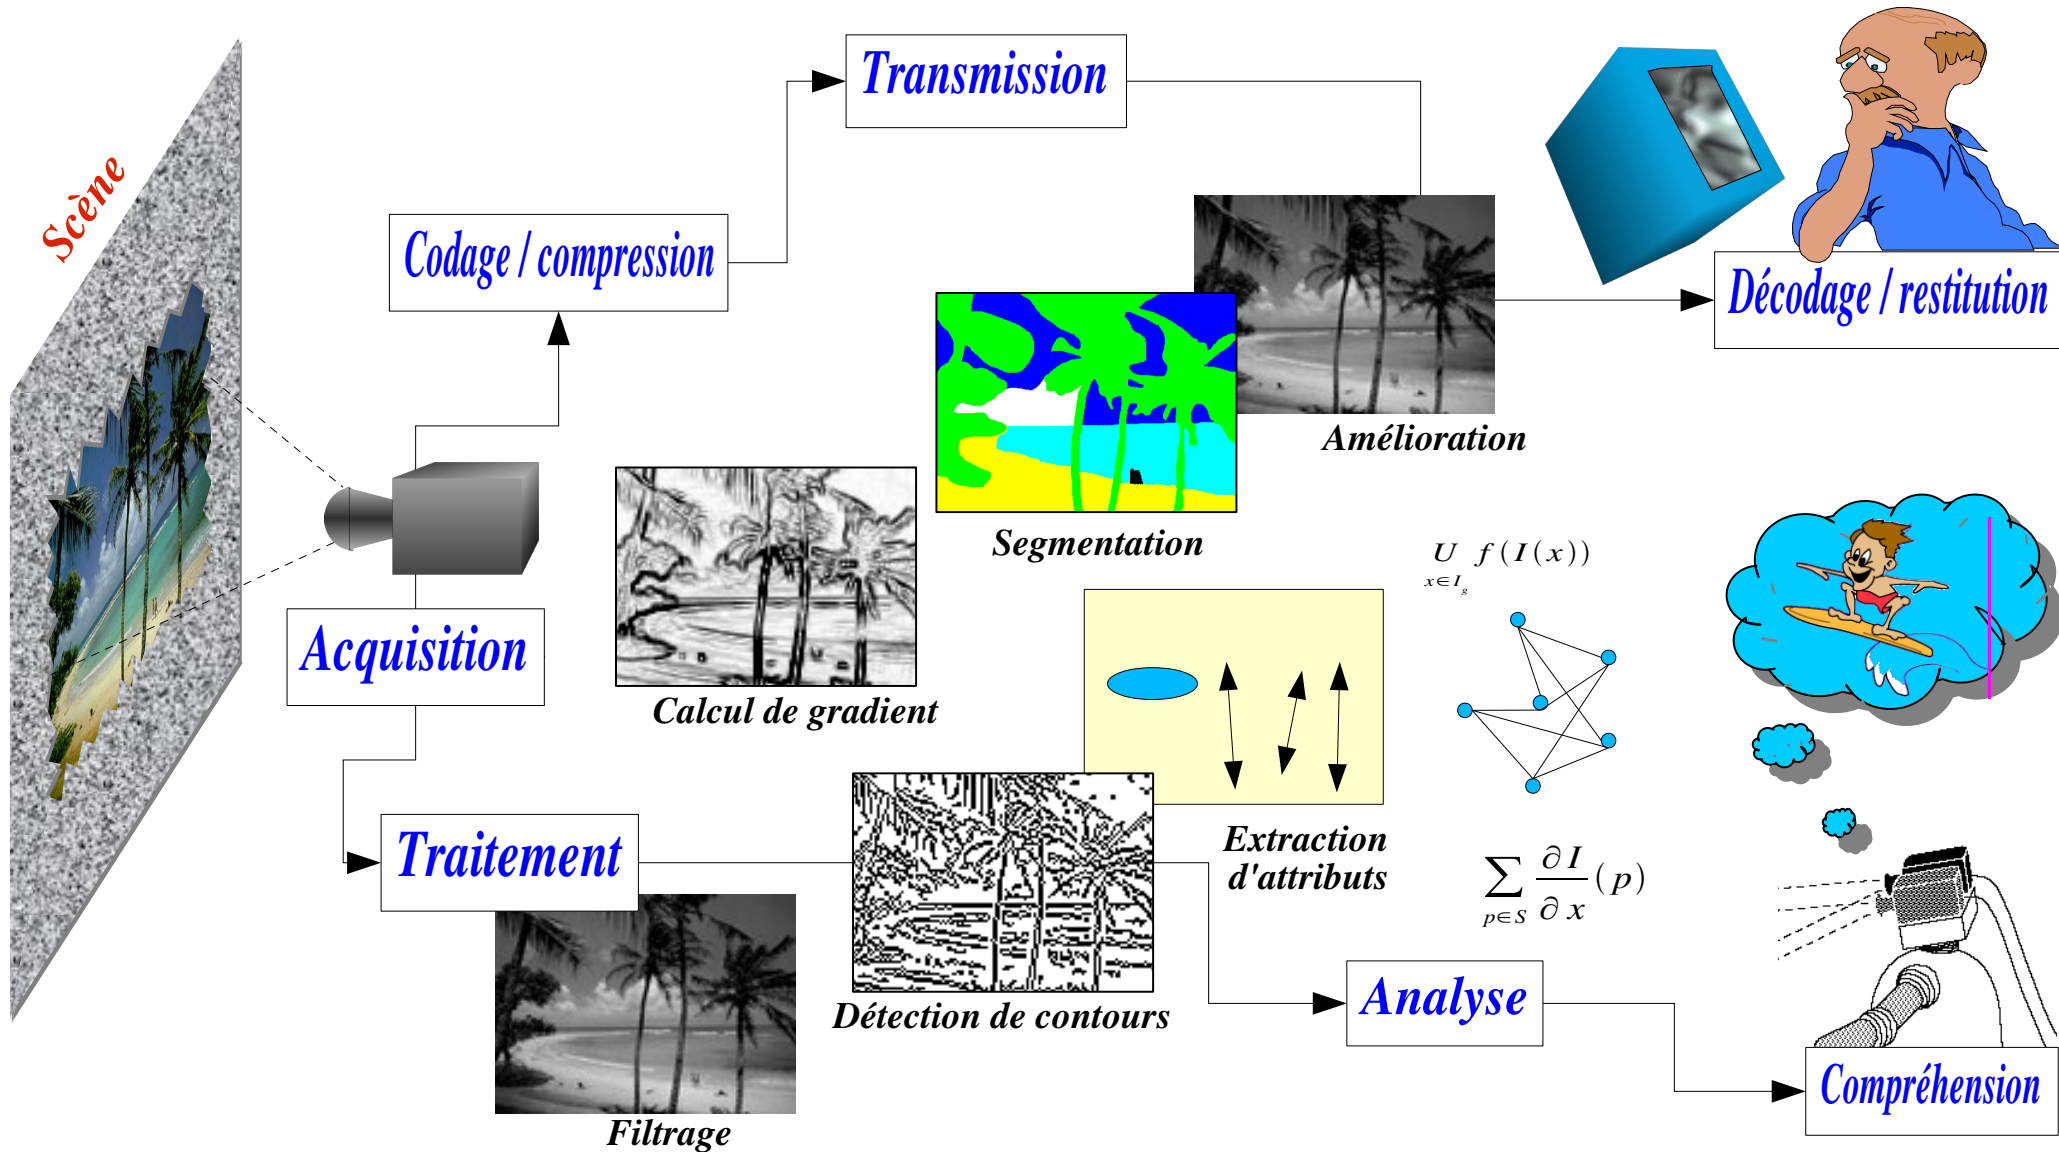 Scène
Transmission
Codage / compression
Décodage / restitution
Amélioration
Segmentation
Acquisition
Calcul de gradient
U f ( I ( x ) )
x ∈ I g
Extraction
d'attributs
Traitement
∑ ∂ I / ∂ x ( p )
p ∈ S
Détection de contours
Analyse
Compréhension
Filtrage